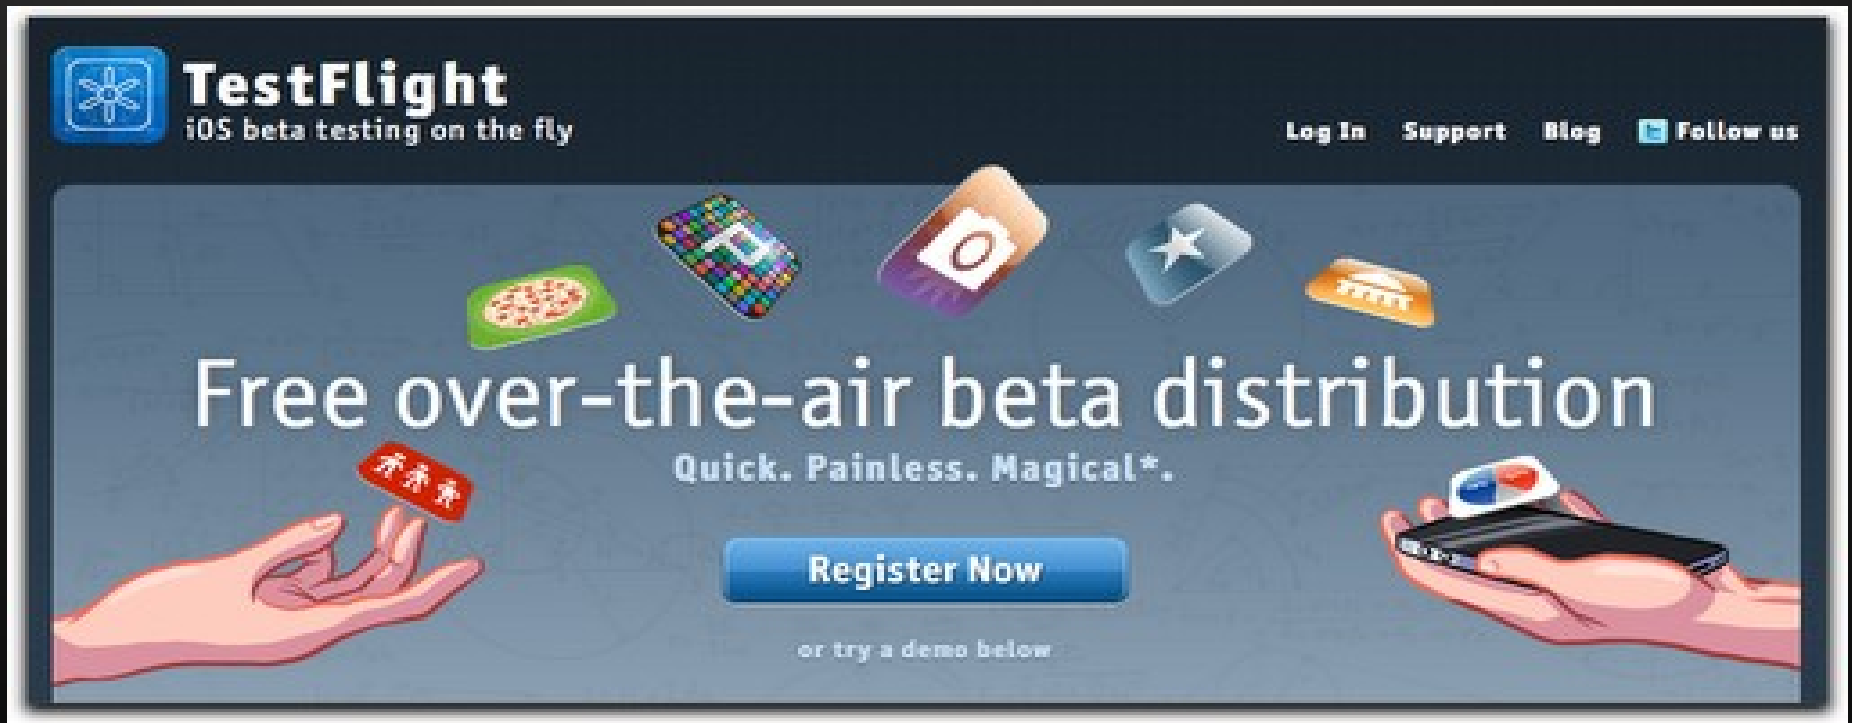 TestFlight
iOS beta testing on the fly
Log In Support Blog Follow us
P
Free over-the-air beta distribution
Quick. Painless. Magical*.
Register Now
or try a demo below